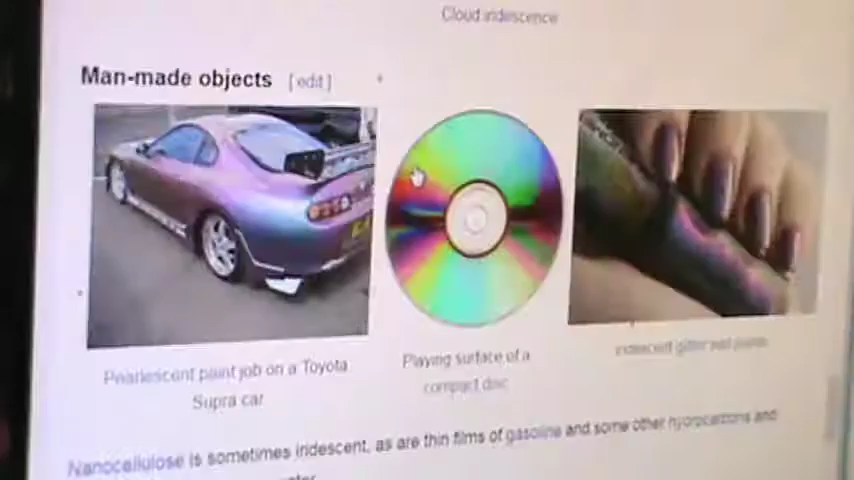 Cloud iridescence
Man-made objects [edit]
Pearlescent paint job on a Toyota
Supra car
Playing surface of a
compact disc
Iridescent glitter nail polish
Nanocellulose is sometimes iridescent, as are thin films of gasoline and some other hydrocarbons and